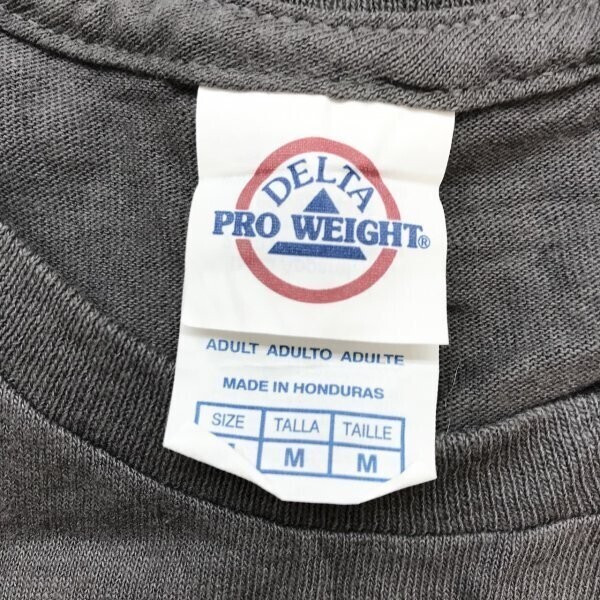 DELTA
PRO WEIGHT®
ADULT ADULTO ADULTE
MADE IN HONDURAS
SIZE TALLA TAILLE
M M